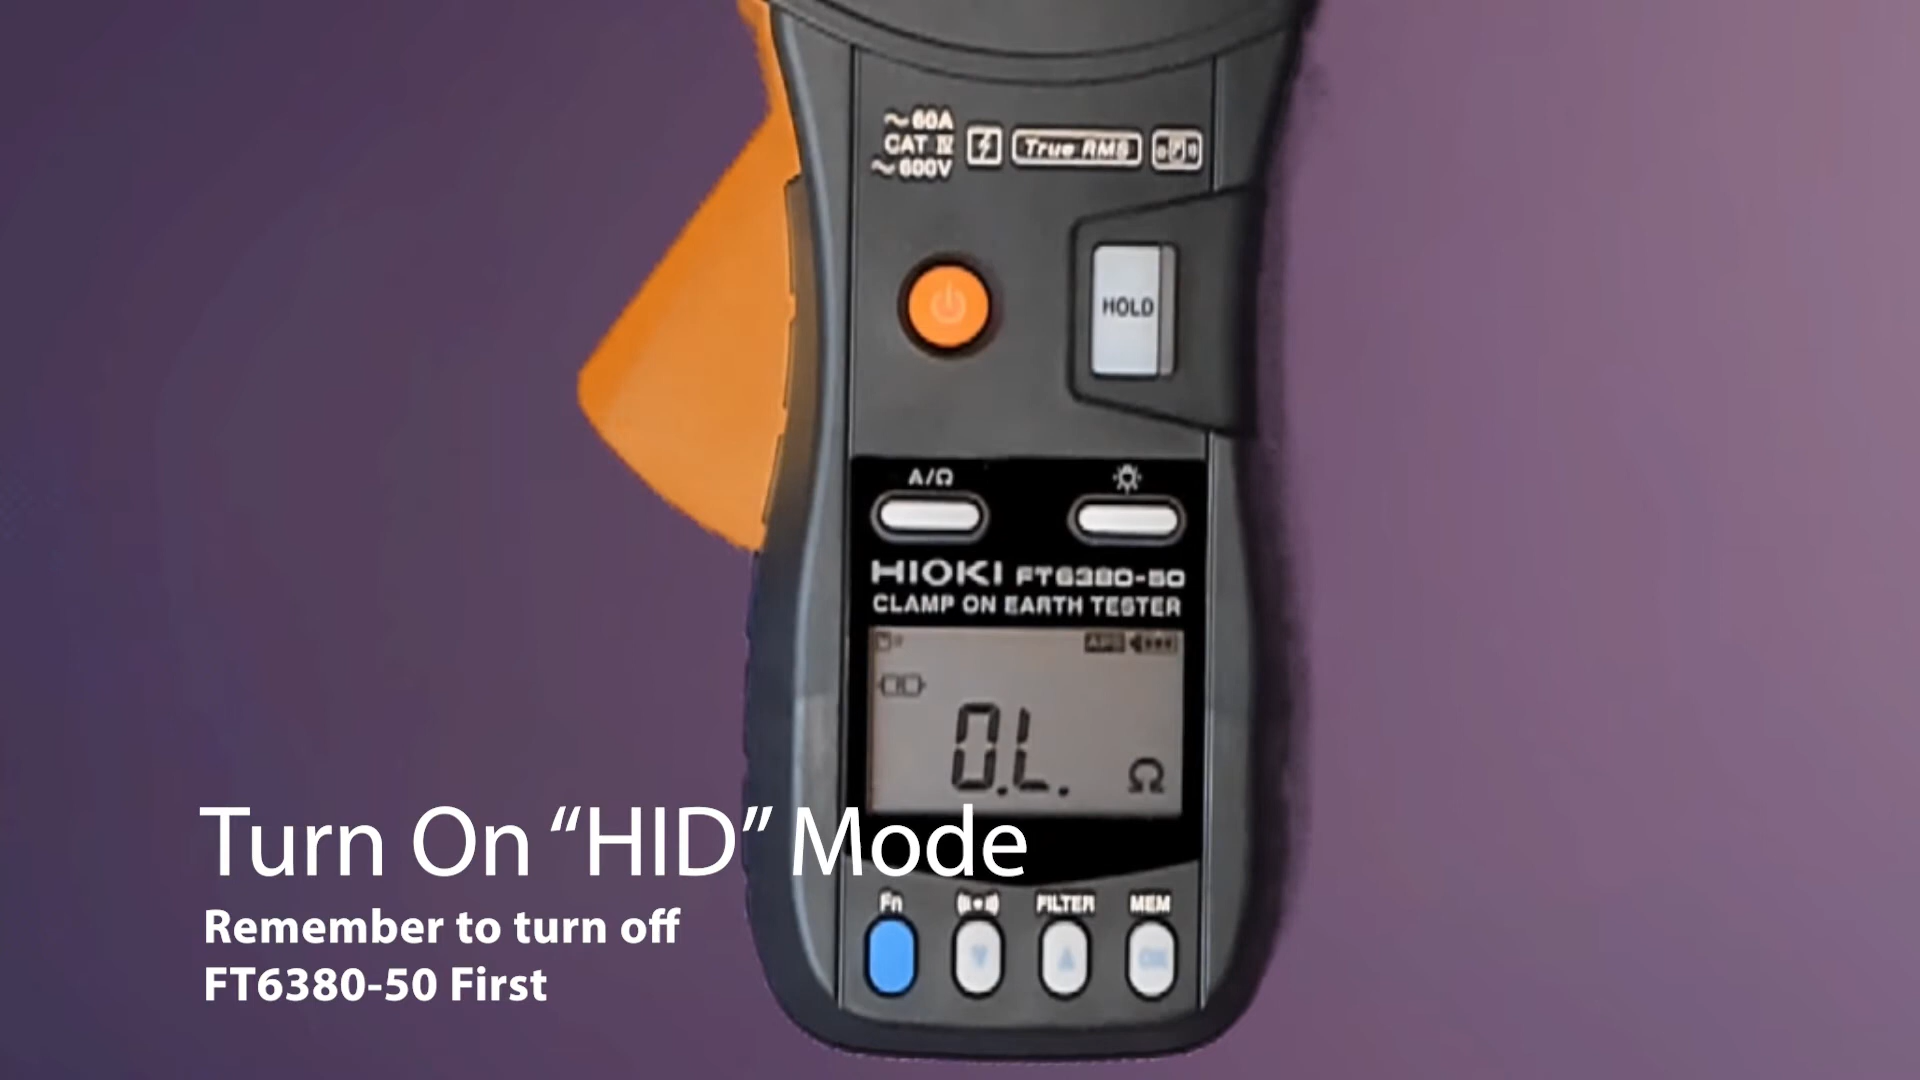 ~60A
CAT IV
~600V
True RMS
HOLD
A/Ω
HIOKI FT6380-50
CLAMP ON EARTH TESTER
APS
O.L. Ω
Turn On “HID” Mode
Fn FILTER MEM
Remember to turn off
FT6380-50 First
OK